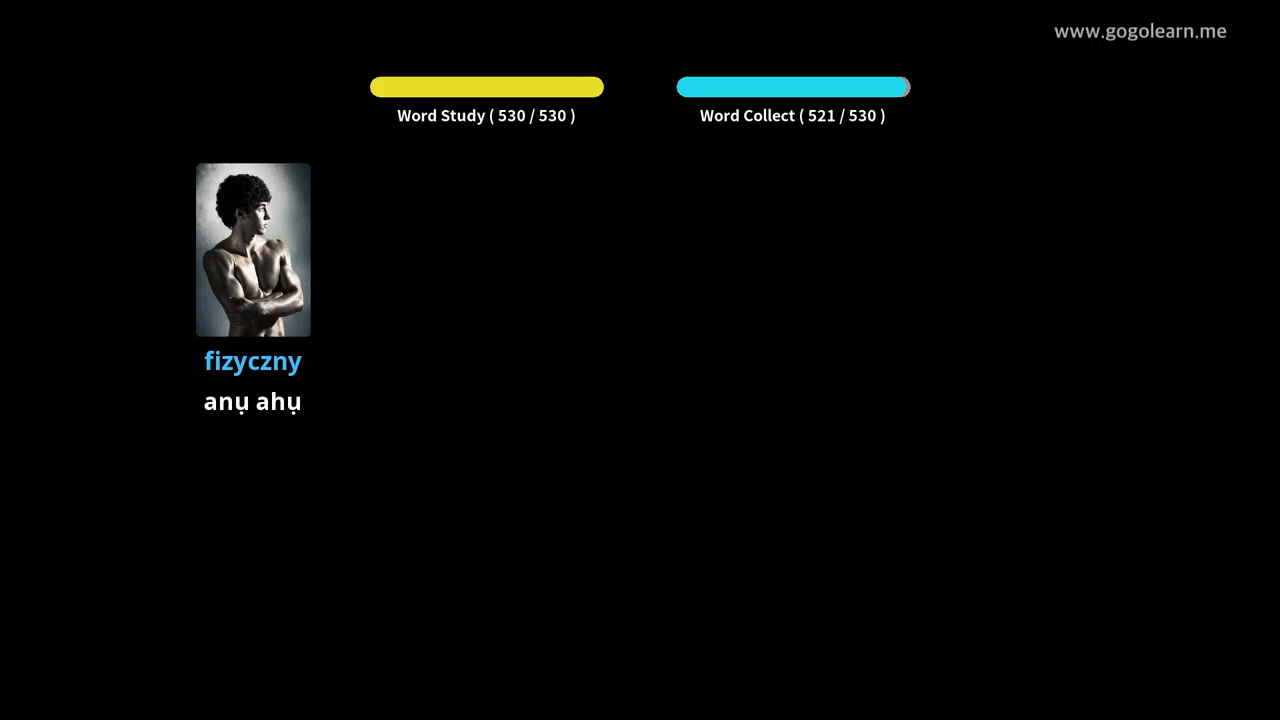 www.gogolearn.me
Word Study ( 530 / 530 )
Word Collect ( 521 / 530 )
fizyczny
anụ ahụ